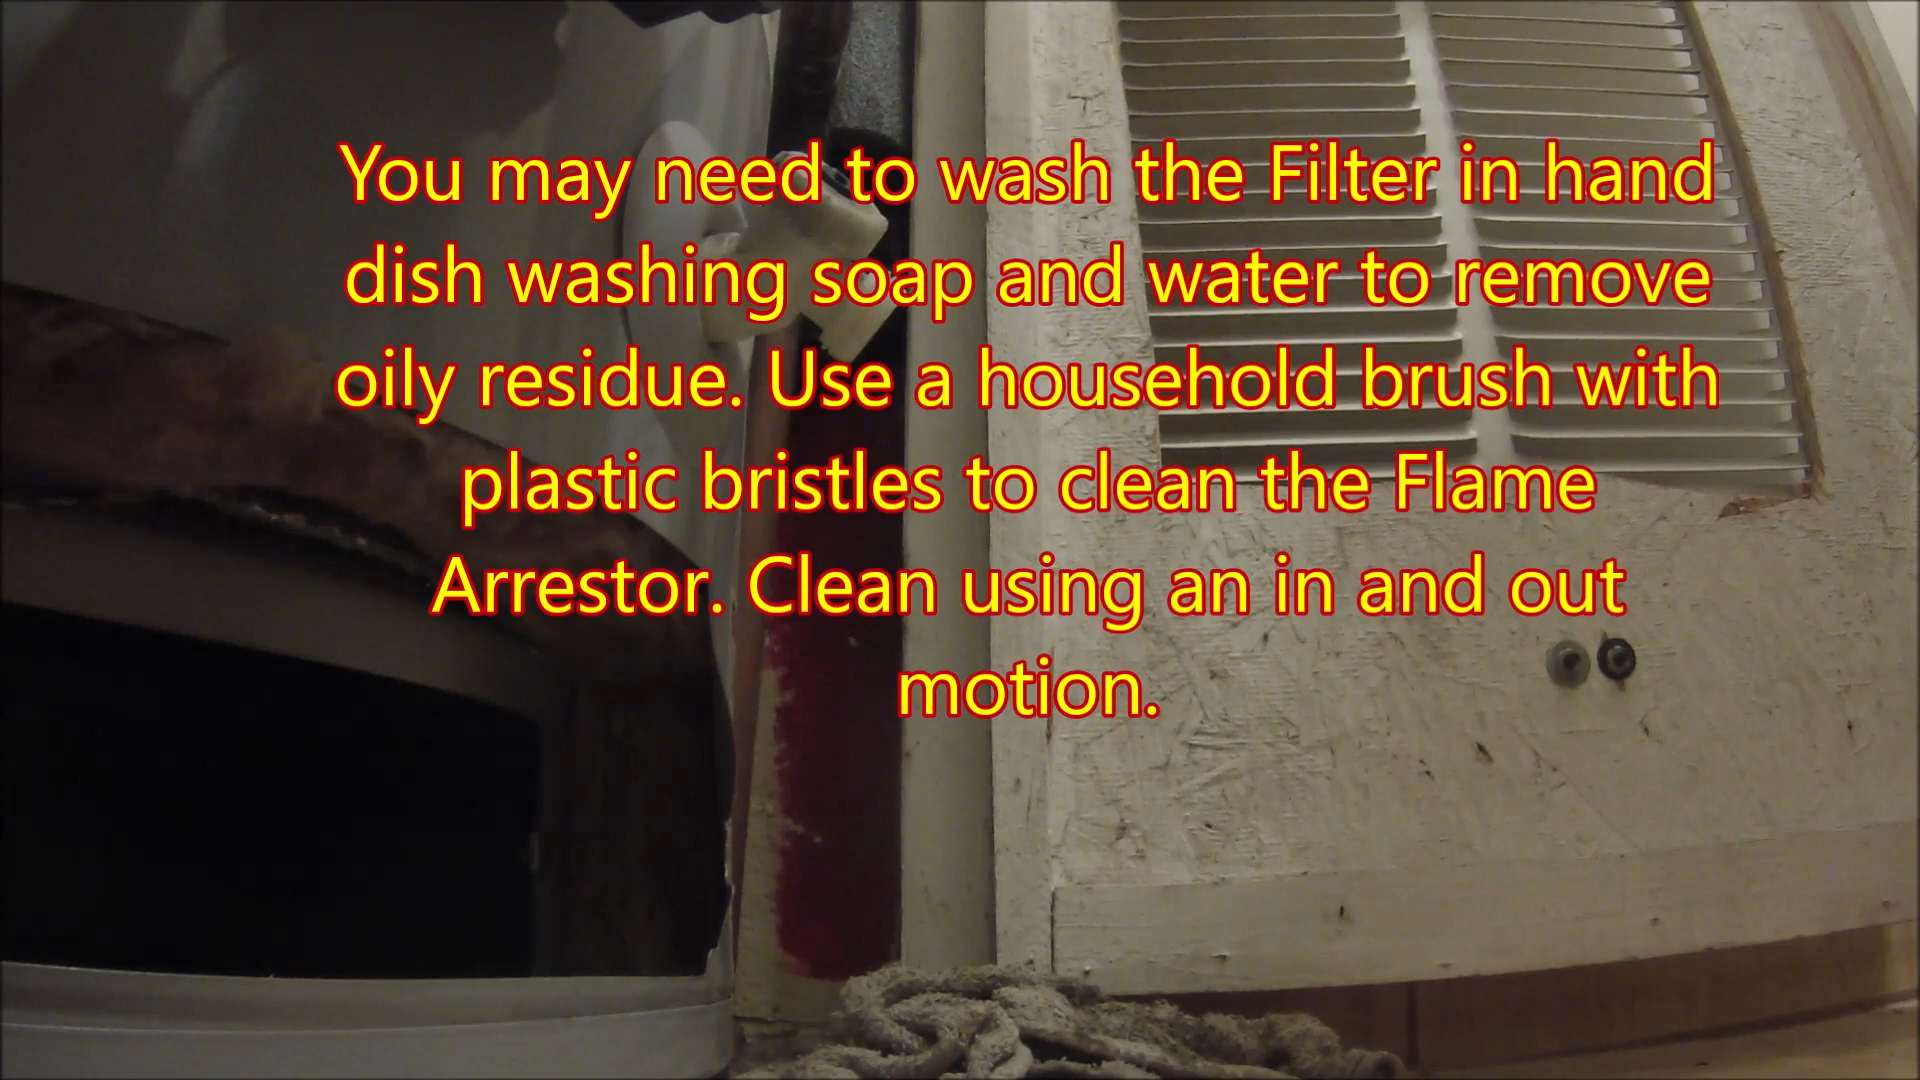 You may need to wash the Filter in hand
dish washing soap and water to remove
oily residue. Use a household brush with
plastic bristles to clean the Flame
Arrestor. Clean using an in and out
motion.